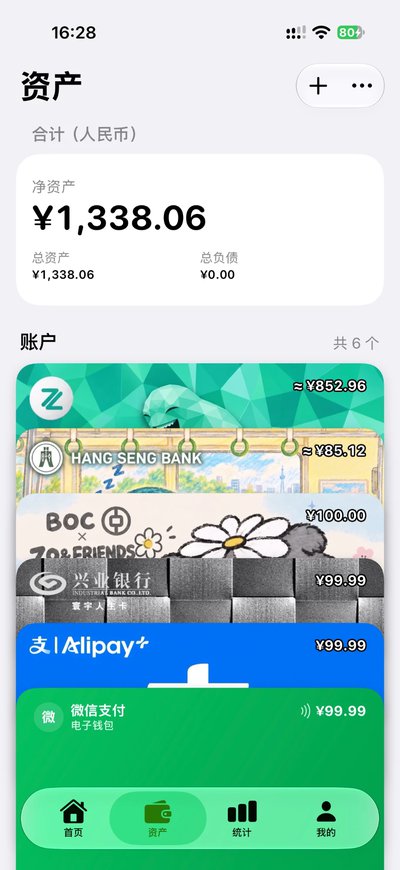 16:28
80
资产
合计（人民币）
净资产
¥1,338.06
总资产
总负债
¥1,338.06
¥0.00
账户
共 6 个
≈ ¥852.96
HANG SENG BANK
≈ ¥85.12
BOC
×
ZO&FRIENDS
¥100.00
兴业银行
INDUSTRIAL BANK CO.,LTD.
寰宇人生卡
¥99.99
支 Alipay+
¥99.99
微
微信支付
电子钱包
¥99.99
首页
资产
统计
我的